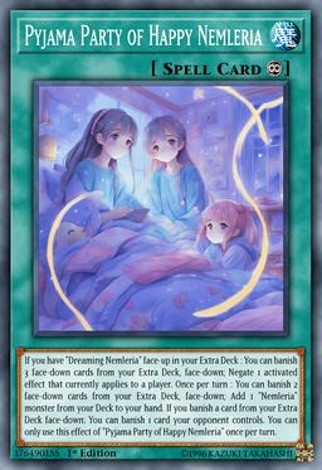 Pyjama Party of Happy Nemleria
[ Spell Card ]
If you have "Dreaming Nemleria" face-up in your Extra Deck : You can banish
3 face-down cards from your Extra Deck, face-down; Negate 1 activated
effect that currently applies to a player. Once per turn : You can banish 2
face-down cards from your Extra Deck, face-down; Add 1 "Nemleria"
monster from your Deck to your hand. If you banish a card from your Extra
Deck face-down: You can banish 1 card your opponent controls. You can
only use this effect of "Pyjama Party of Happy Nemleria" once per turn.
1st Edition ©1996 KAZUKI TAKAHASHI